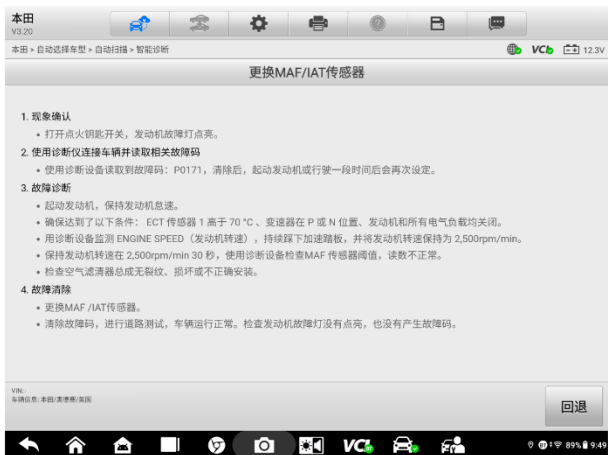 本田
V3.20
本田 > 自动选择车型 > 自动扫描 > 智能诊断
VCI 12.3V
更换MAF/IAT传感器
1. 现象确认
• 打开点火钥匙开关，发动机故障灯点亮。
2. 使用诊断仪连接车辆并读取相关故障码
• 使用诊断设备读取到故障码：P0171，清除后，起动发动机或行驶一段时间后会再次设定。
3. 故障诊断
• 起动发动机，保持发动机怠速。
• 确保达到了以下条件： ECT 传感器 1 高于 70 °C 、变速器在 P 或 N 位置、发动机和所有电气负载均关闭。
• 用诊断设备监测 ENGINE SPEED（发动机转速），持续踩下加速踏板，并将发动机转速保持为 2,500rpm/min。
• 保持发动机转速在 2,500rpm/min 30 秒，使用诊断设备检查MAF 传感器阈值，读数不正常。
• 检查空气滤清器总成无裂纹、损坏或不正确安装。
4. 故障清除
• 更换MAF /IAT传感器。
• 清除故障码，进行道路测试，车辆运行正常。检查发动机故障灯没有点亮，也没有产生故障码。
VIN:
车辆信息: 本田/奥德赛/美国
回退
VCI
89% 9:49